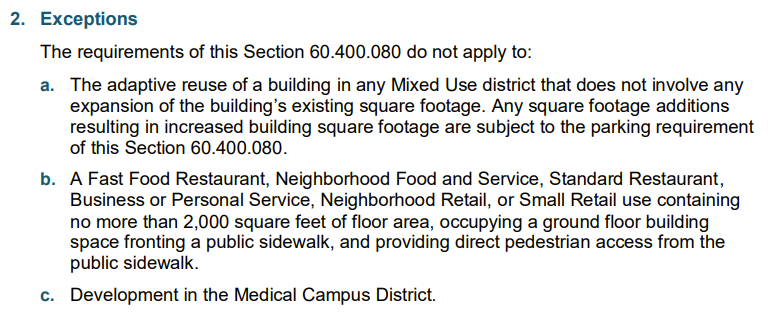 2. Exceptions
The requirements of this Section 60.400.080 do not apply to:
a. The adaptive reuse of a building in any Mixed Use district that does not involve any
expansion of the building's existing square footage. Any square footage additions
resulting in increased building square footage are subject to the parking requirement
of this Section 60.400.080.
b. A Fast Food Restaurant, Neighborhood Food and Service, Standard Restaurant,
Business or Personal Service, Neighborhood Retail, or Small Retail use containing
no more than 2,000 square feet of floor area, occupying a ground floor building
space fronting a public sidewalk, and providing direct pedestrian access from the
public sidewalk.
c. Development in the Medical Campus District.